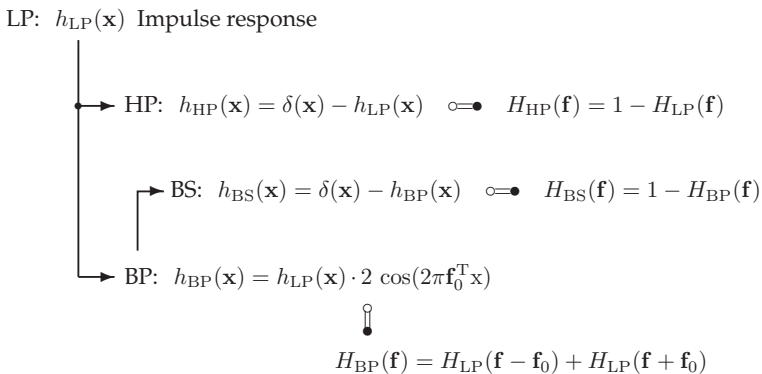 LP: h_LP(x) Impulse response
HP: h_HP(x) = δ(x) − h_LP(x) ○═● H_HP(f) = 1 − H_LP(f)
BS: h_BS(x) = δ(x) − h_BP(x) ○═● H_BS(f) = 1 − H_BP(f)
BP: h_BP(x) = h_LP(x) · 2 cos(2πf_0^T x)
H_BP(f) = H_LP(f − f_0) + H_LP(f + f_0)